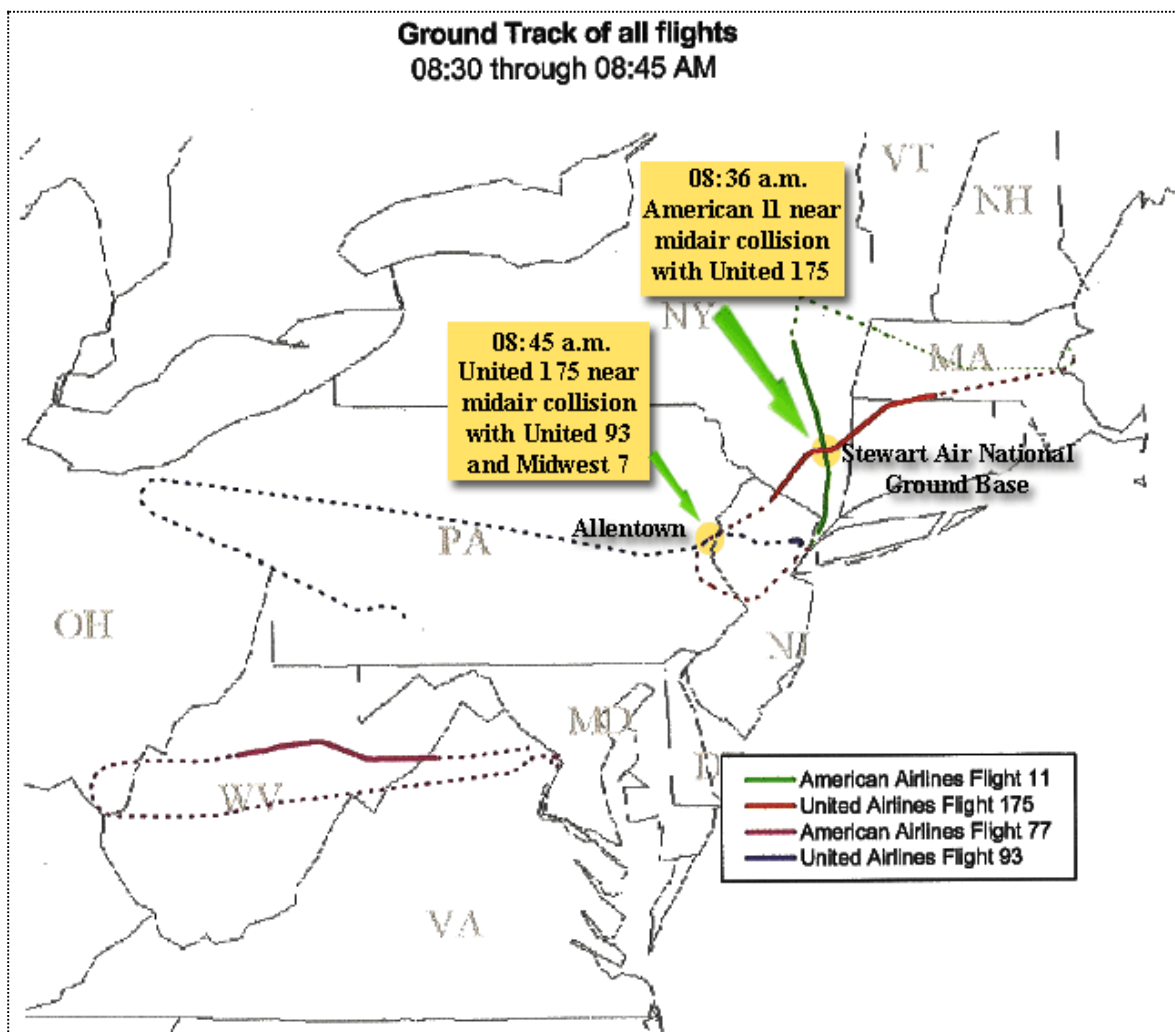 Ground Track of all flights
08:30 through 08:45 AM
VT
NH
08:36 a.m.
American 11 near
midair collision
with United 175
NY
MA
08:45 a.m.
United 175 near
midair collision
with United 93
and Midwest 7
Stewart Air National
Ground Base
Allentown
PA
OH
NJ
MD
WV
VA
American Airlines Flight 11
United Airlines Flight 175
American Airlines Flight 77
United Airlines Flight 93